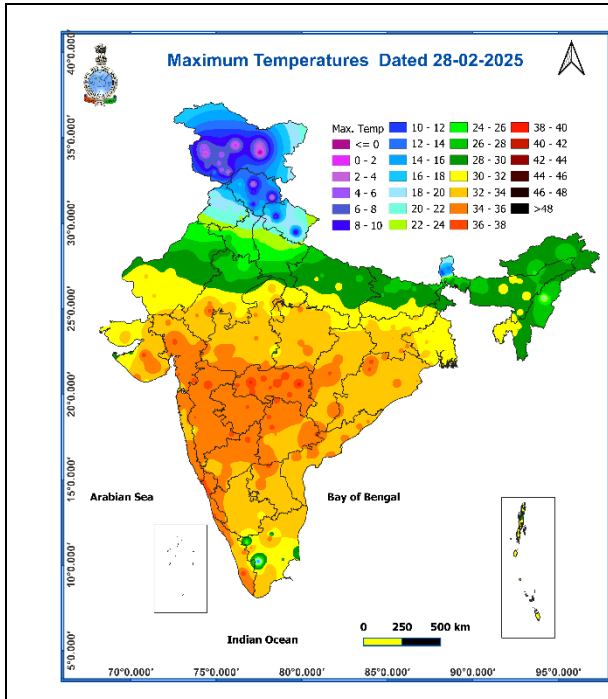 Maximum Temperatures Dated 28-02-2025
Max. Temp
<= 0
0 - 2
2 - 4
4 - 6
6 - 8
8 - 10
10 - 12
12 - 14
14 - 16
16 - 18
18 - 20
20 - 22
22 - 24
24 - 26
26 - 28
28 - 30
30 - 32
32 - 34
34 - 36
36 - 38
38 - 40
40 - 42
42 - 44
44 - 46
46 - 48
>48
40°0.000'
35°0.000'
30°0.000'
25°0.000'
20°0.000'
15°0.000'
10°0.000'
5°0.000'
Arabian Sea
Bay of Bengal
Indian Ocean
0 250 500 km
70°0.000' 75°0.000' 80°0.000' 85°0.000' 90°0.000' 95°0.000'